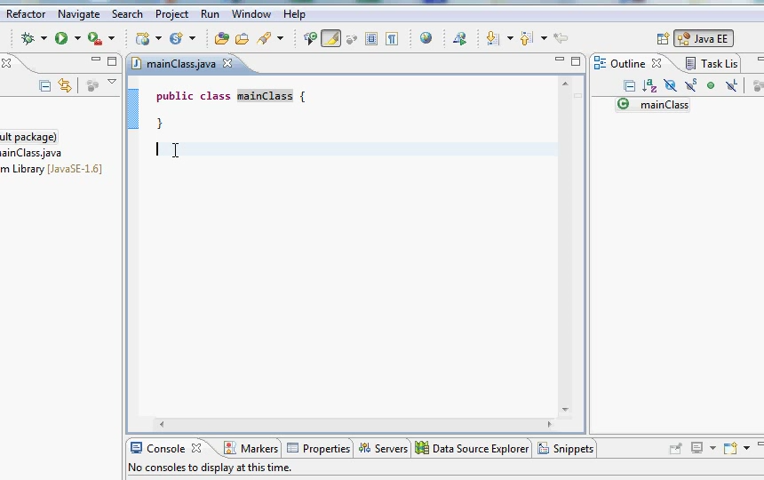 Refactor Navigate Search Project Run Window Help
Java EE
mainClass.java
Outline Task Lis
public class mainClass {
mainClass
}
ult package)
ainClass.java
m Library [JavaSE-1.6]
Console Markers Properties Servers Data Source Explorer Snippets
No consoles to display at this time.